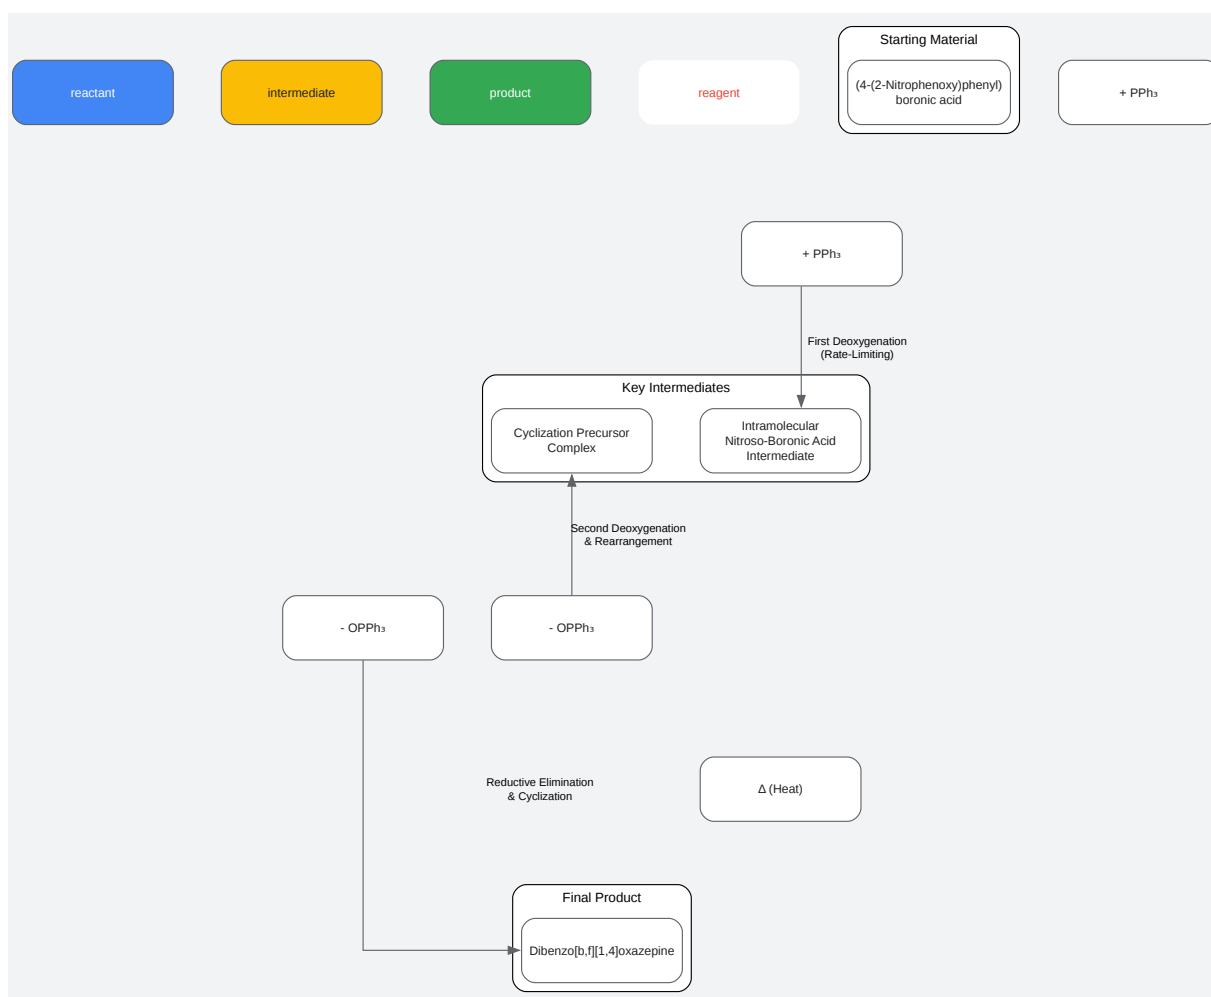 Starting Material
reactant
intermediate
product
reagent
(4-(2-Nitrophenoxy)phenyl)
boronic acid
+ PPh₃
+ PPh₃
First Deoxygenation
(Rate-Limiting)
Key Intermediates
Cyclization Precursor
Complex
Intramolecular
Nitroso-Boronic Acid
Intermediate
Second Deoxygenation
& Rearrangement
- OPPh₃
- OPPh₃
Reductive Elimination
& Cyclization
Δ (Heat)
Final Product
Dibenzo[b,f][1,4]oxazepine